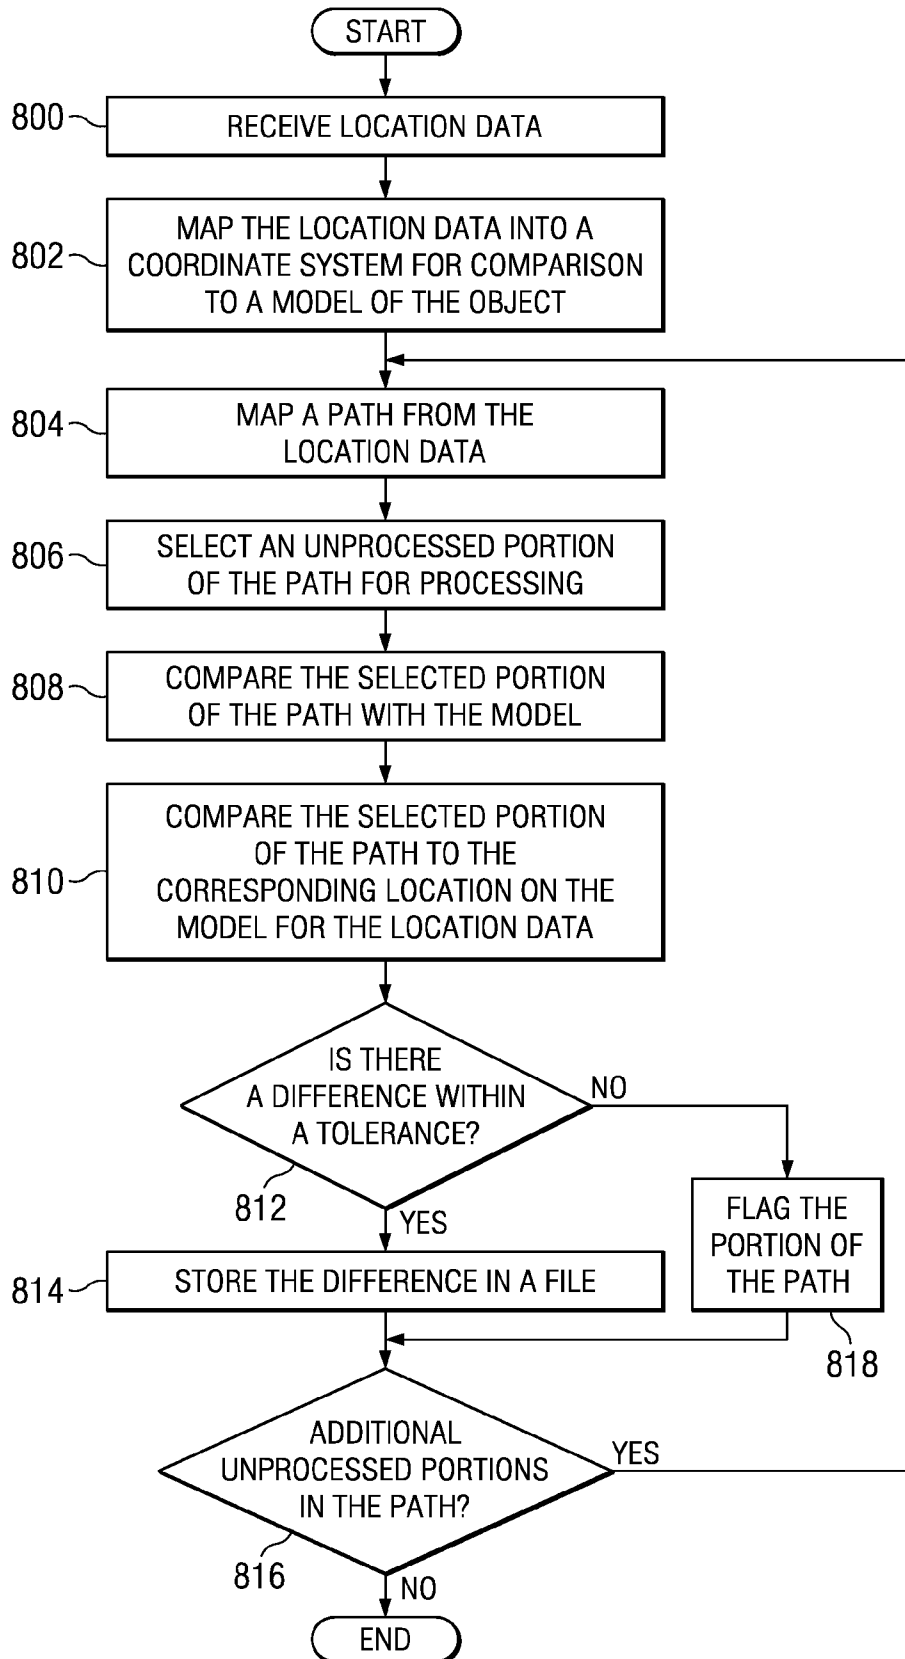 START
800
RECEIVE LOCATION DATA
802
MAP THE LOCATION DATA INTO A
COORDINATE SYSTEM FOR COMPARISON
TO A MODEL OF THE OBJECT
804
MAP A PATH FROM THE
LOCATION DATA
806
SELECT AN UNPROCESSED PORTION
OF THE PATH FOR PROCESSING
808
COMPARE THE SELECTED PORTION
OF THE PATH WITH THE MODEL
810
COMPARE THE SELECTED PORTION
OF THE PATH TO THE
CORRESPONDING LOCATION ON THE
MODEL FOR THE LOCATION DATA
IS THERE
A DIFFERENCE WITHIN
A TOLERANCE?
812
NO
YES
FLAG THE
PORTION OF
THE PATH
818
814
STORE THE DIFFERENCE IN A FILE
ADDITIONAL
UNPROCESSED PORTIONS
IN THE PATH?
816
YES
NO
END